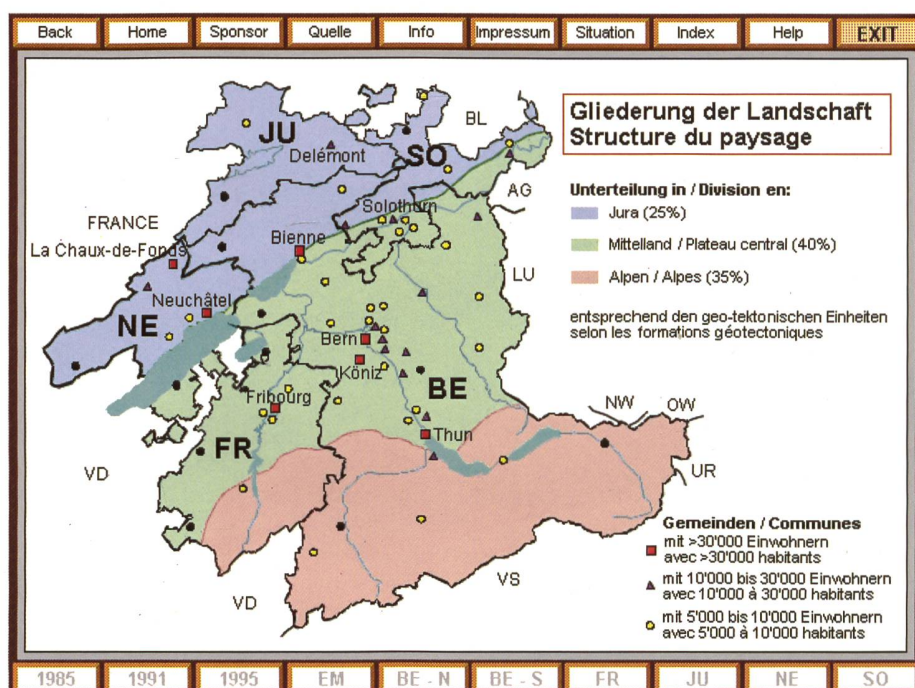 Back Home Sponsor Quelle Info Impressum Situation Index Help EXIT
Gliederung der Landschaft
Structure du paysage
Unterteilung in / Division en:
Jura (25%)
Mittelland / Plateau central (40%)
Alpen / Alpes (35%)
entsprechend den geo-tektonischen Einheiten
selon les formations géotectoniques
JU
Delémont
SO
BL
AG
Solothurn
FRANCE
La Chaux-de-Fonds
Bienne
LU
Neuchâtel
NE
Bern
Köniz
BE
Fribourg
FR
Thun
NW
OW
UR
VD
VD
VS
Gemeinden / Communes
mit >30'000 Einwohnern
avec >30'000 habitants
mit 10'000 bis 30'000 Einwohnern
avec 10'000 à 30'000 habitants
mit 5'000 bis 10'000 Einwohnern
avec 5'000 à 10'000 habitants
1985 1991 1995 EM BE - N BE - S FR JU NE SO